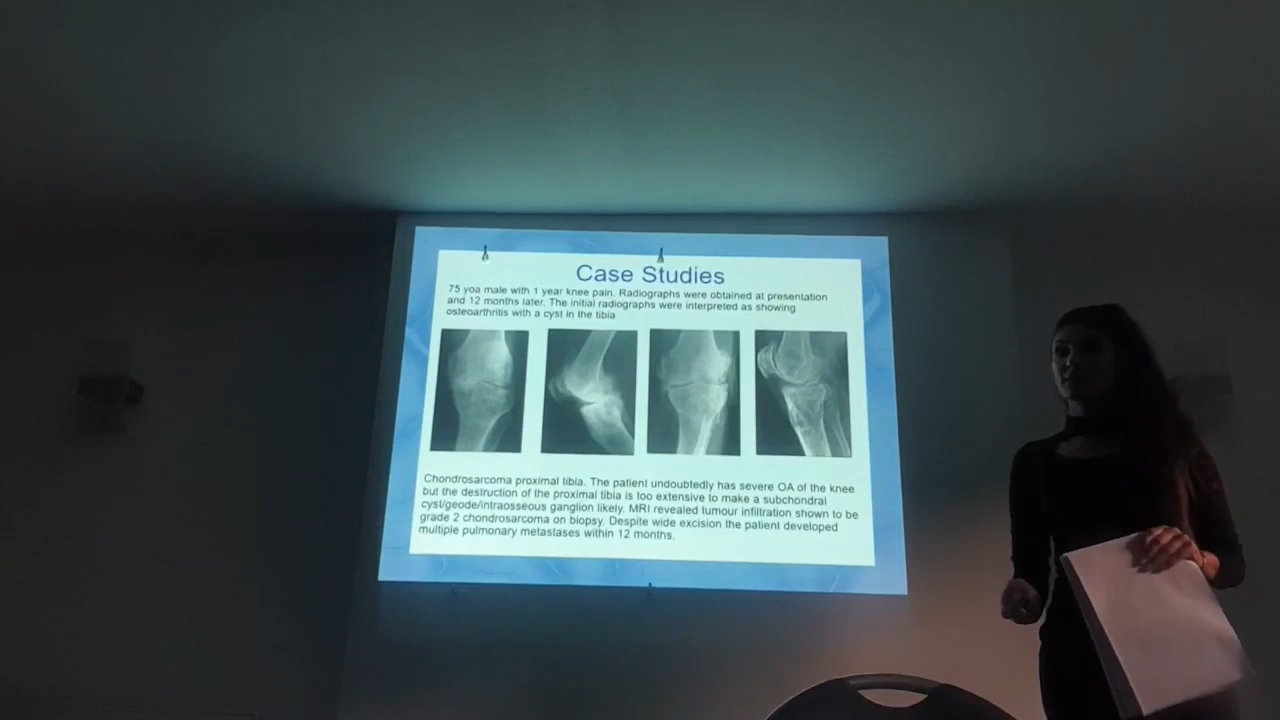 Case Studies
75 yoa male with 1 year knee pain. Radiographs were obtained at presentation
and 12 months later. The initial radiographs were interpreted as showing
osteoarthritis with a cyst in the tibia
Chondrosarcoma proximal tibia. The patient undoubtedly has severe OA of the knee
but the destruction of the proximal tibia is too extensive to make a subchondral
cyst/geode/intraosseous ganglion likely. MRI revealed tumour infiltration shown to be
grade 2 chondrosarcoma on biopsy. Despite wide excision the patient developed
multiple pulmonary metastases within 12 months.